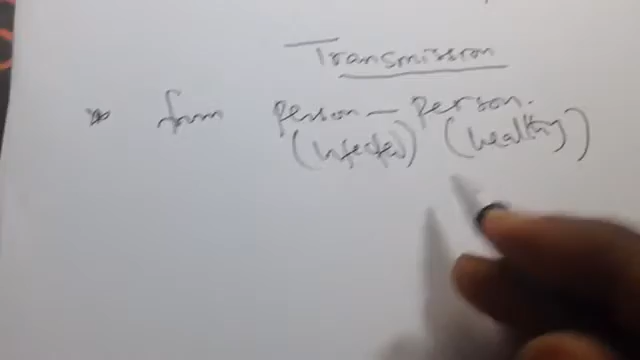 Transmission
* from person - person.
(Infected) (healthy)